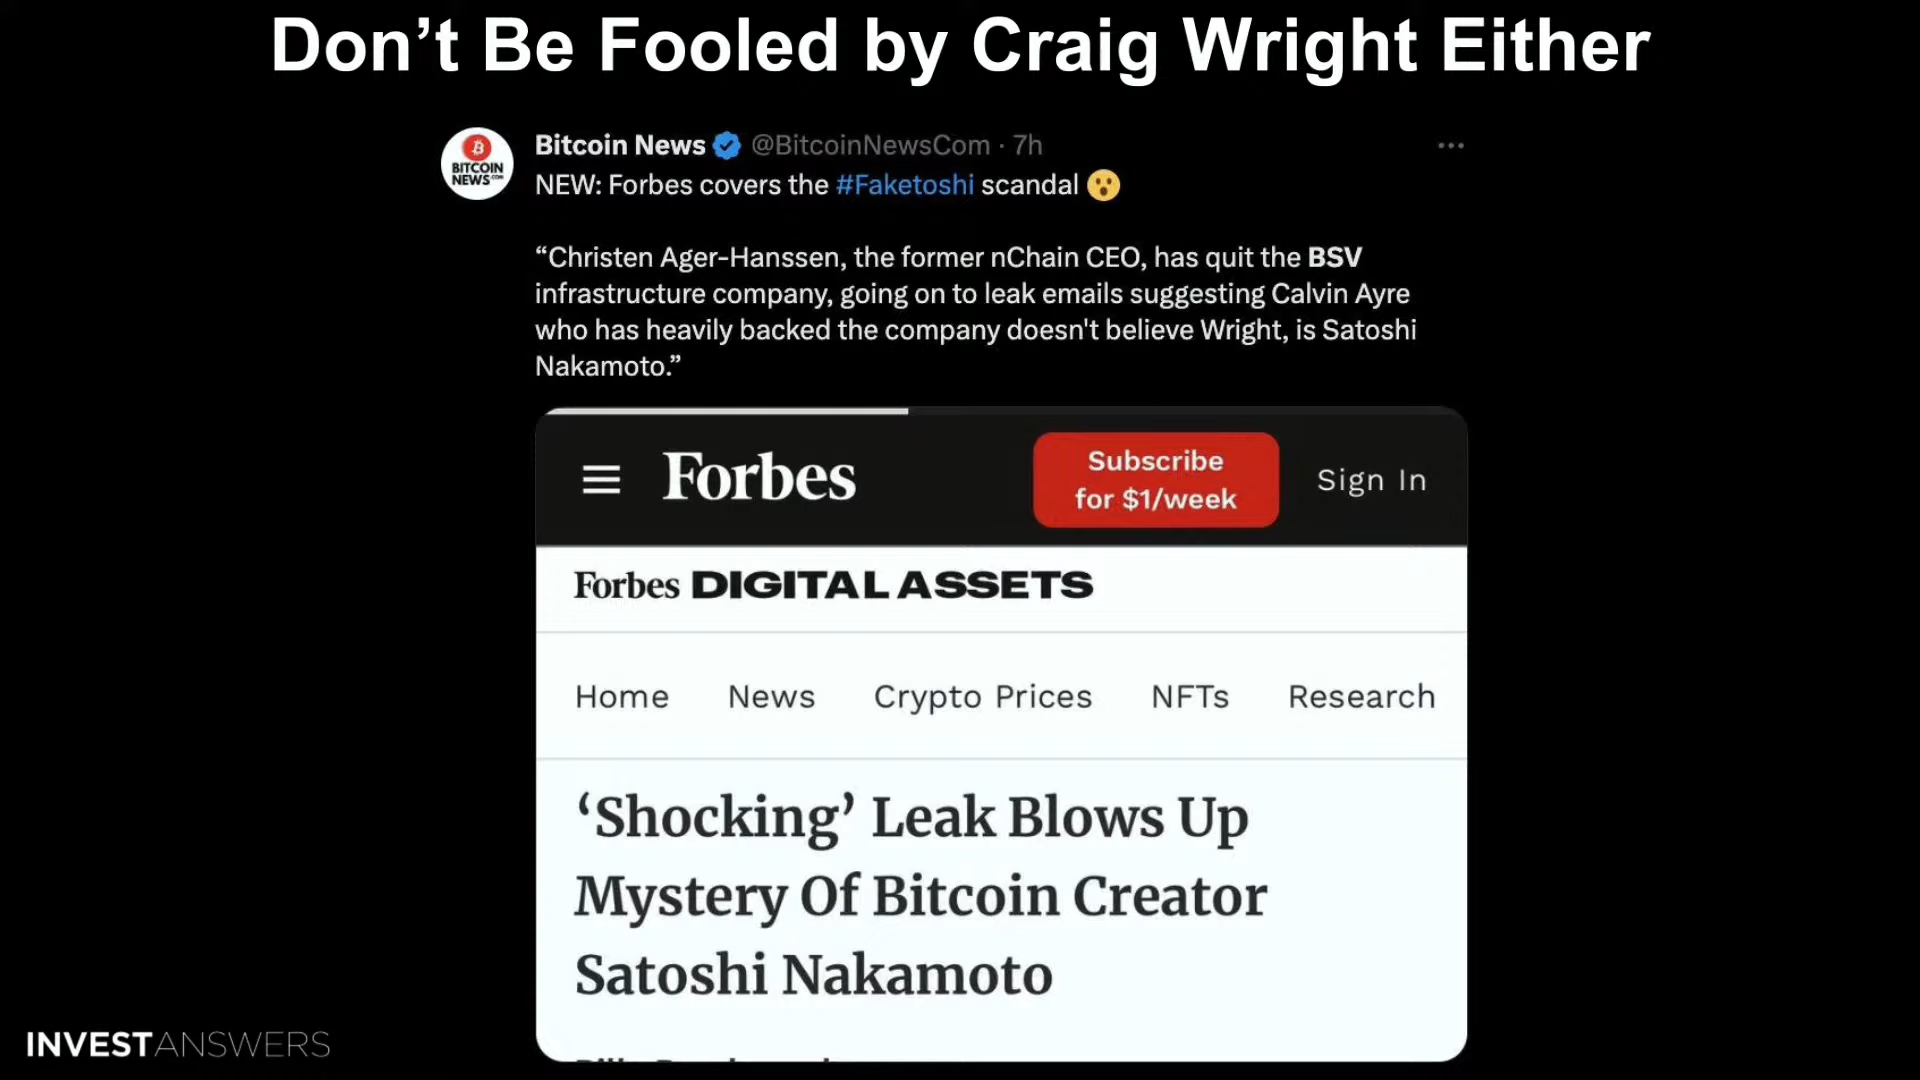 Don’t Be Fooled by Craig Wright Either
Bitcoin News @BitcoinNewsCom · 7h
BITCOIN
NEWS.COM
NEW: Forbes covers the #Faketoshi scandal
“Christen Ager-Hanssen, the former nChain CEO, has quit the BSV
infrastructure company, going on to leak emails suggesting Calvin Ayre
who has heavily backed the company doesn't believe Wright, is Satoshi
Nakamoto.”
Forbes
Subscribe
for $1/week
Sign In
Forbes DIGITAL ASSETS
Home News Crypto Prices NFTs Research
‘Shocking’ Leak Blows Up
Mystery Of Bitcoin Creator
Satoshi Nakamoto
INVESTANSWERS